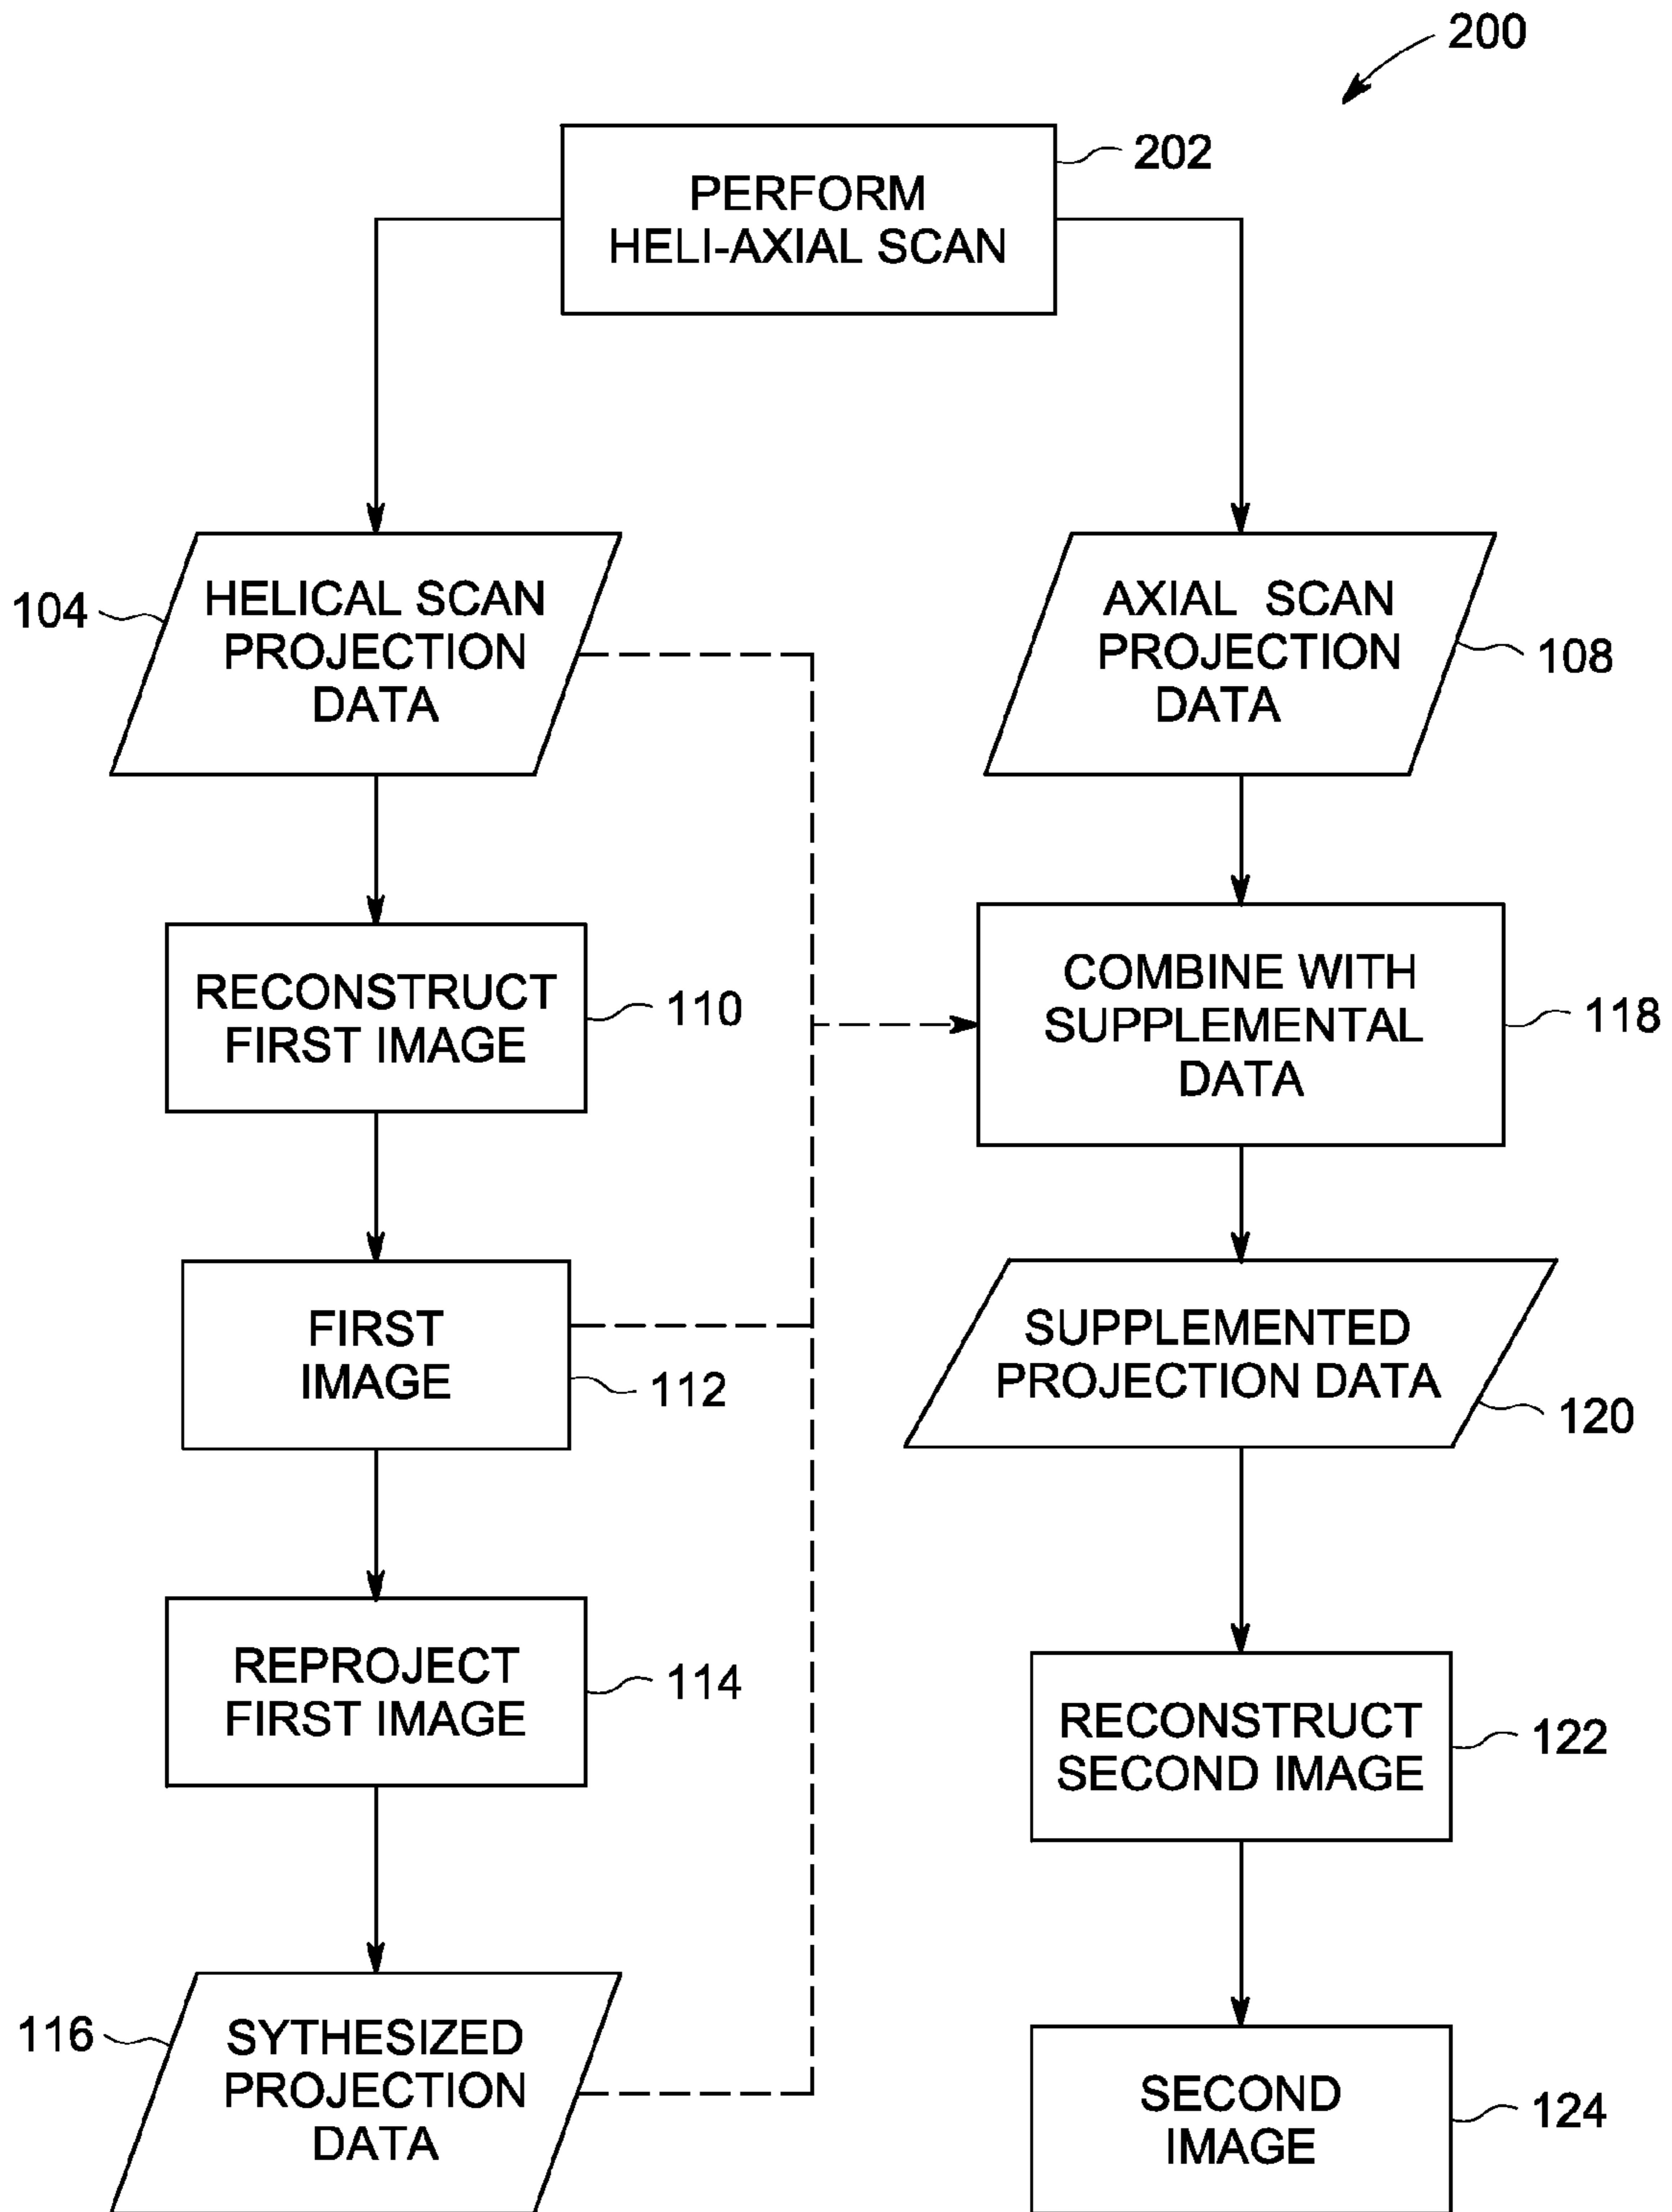 200
PERFORM
HELI-AXIAL SCAN
202
104
HELICAL SCAN
PROJECTION
DATA
AXIAL SCAN
PROJECTION
DATA
108
RECONSTRUCT
FIRST IMAGE
110
COMBINE WITH
SUPPLEMENTAL
DATA
118
FIRST
IMAGE
112
SUPPLEMENTED
PROJECTION DATA
120
REPROJECT
FIRST IMAGE
114
RECONSTRUCT
SECOND IMAGE
122
116
SYTHESIZED
PROJECTION
DATA
SECOND
IMAGE
124